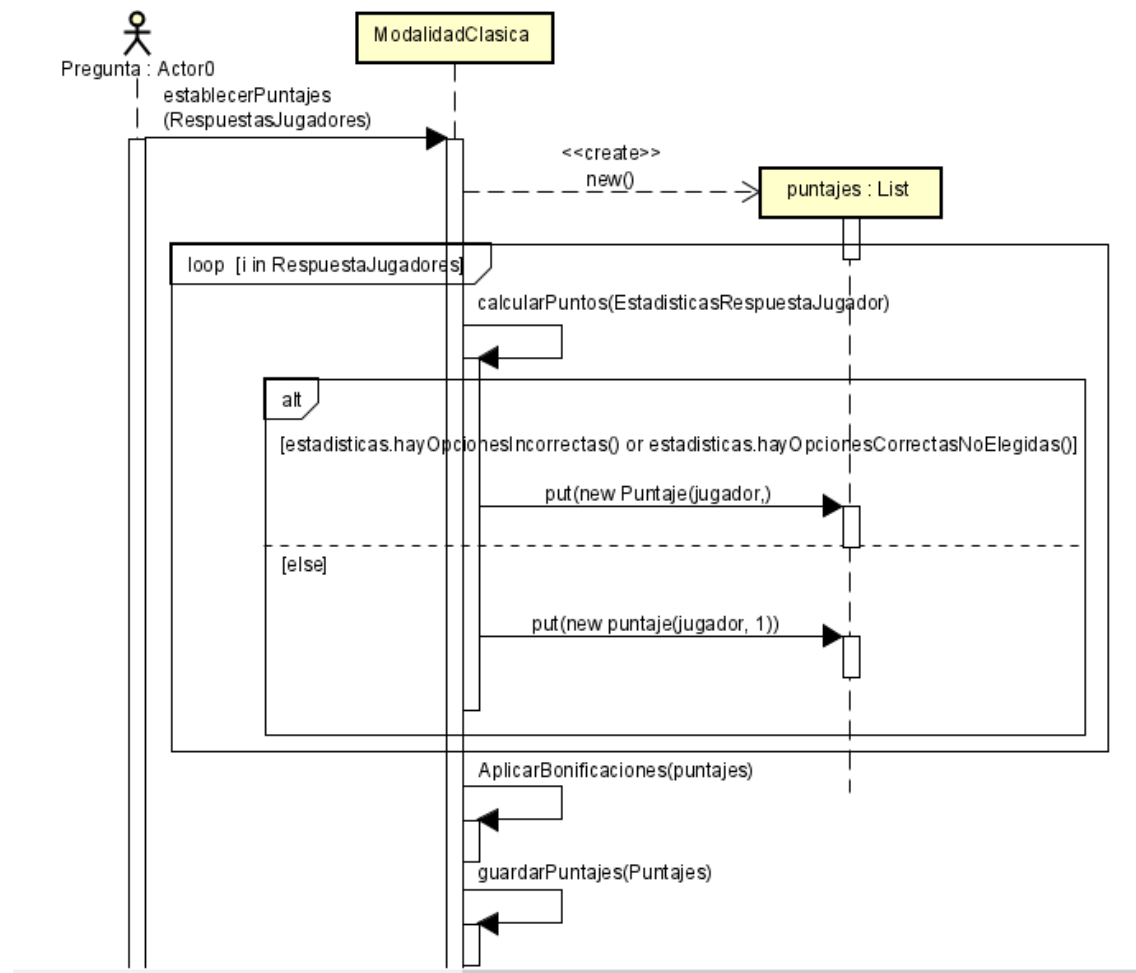 ModalidadClasica
Pregunta : Actor0
establecerPuntajes
(RespuestasJugadores)
<<create>>
new()
puntajes : List
loop [i in RespuestaJugadores]
calcularPuntos(EstadisticasRespuestaJugador)
alt
[estadisticas.hayOpcionesIncorrectas() or estadisticas.hayOpcionesCorrectasNoElegidas()]
put(new Puntaje(jugador,)
[else]
put(new puntaje(jugador, 1))
AplicarBonificaciones(puntajes)
guardarPuntajes(Puntajes)